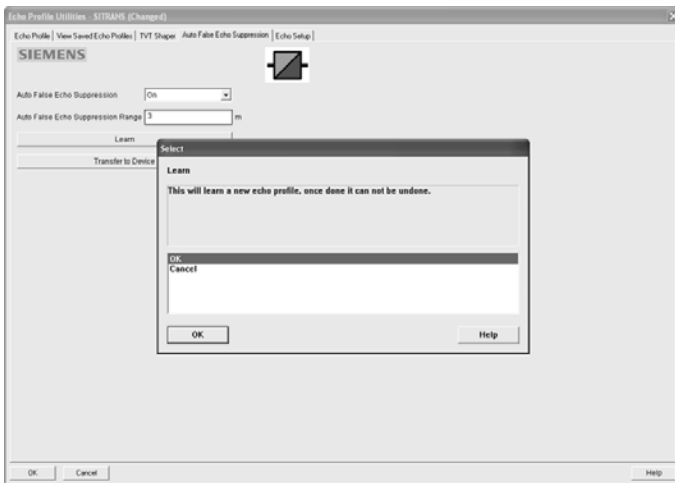 Echo Profile Utilities - SITRANS (Changed)
Echo Profile | View Saved Echo Profiles | TVT Shaper | Auto False Echo Suppression | Echo Setup
SIEMENS
Auto False Echo Suppression On
Auto False Echo Suppression Range 3 m
Learn
Transfer to Device
Select
Learn
This will learn a new echo profile, once done it can not be undone.
OK
Cancel
OK Help
OK Cancel Help